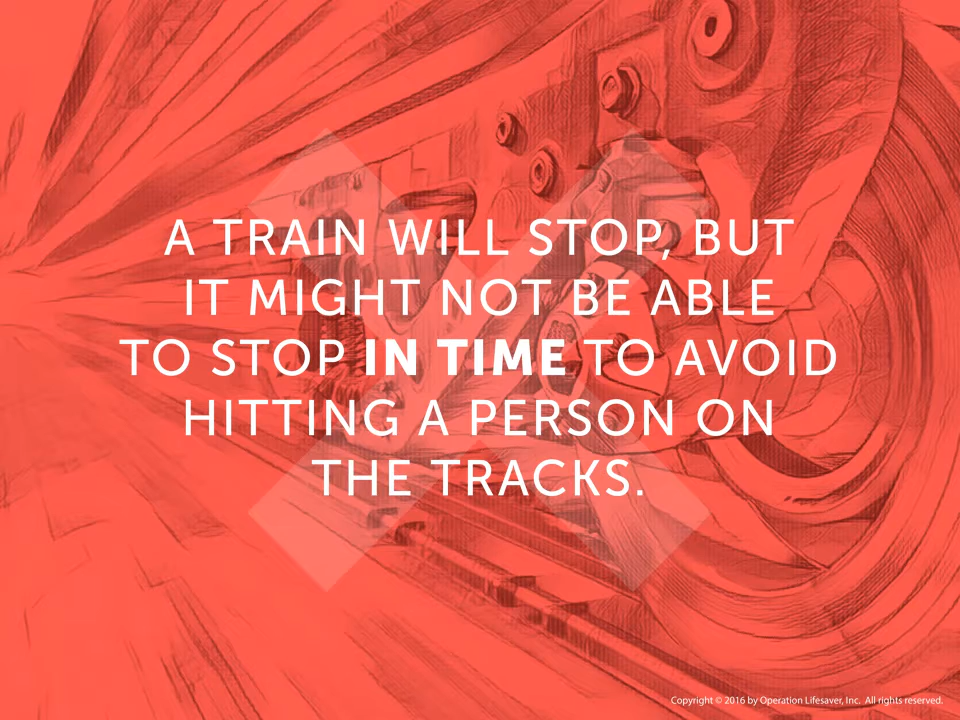 A TRAIN WILL STOP, BUT
IT MIGHT NOT BE ABLE
TO STOP IN TIME TO AVOID
HITTING A PERSON ON
THE TRACKS.
Copyright © 2016 by Operation Lifesaver, Inc. All rights reserved.